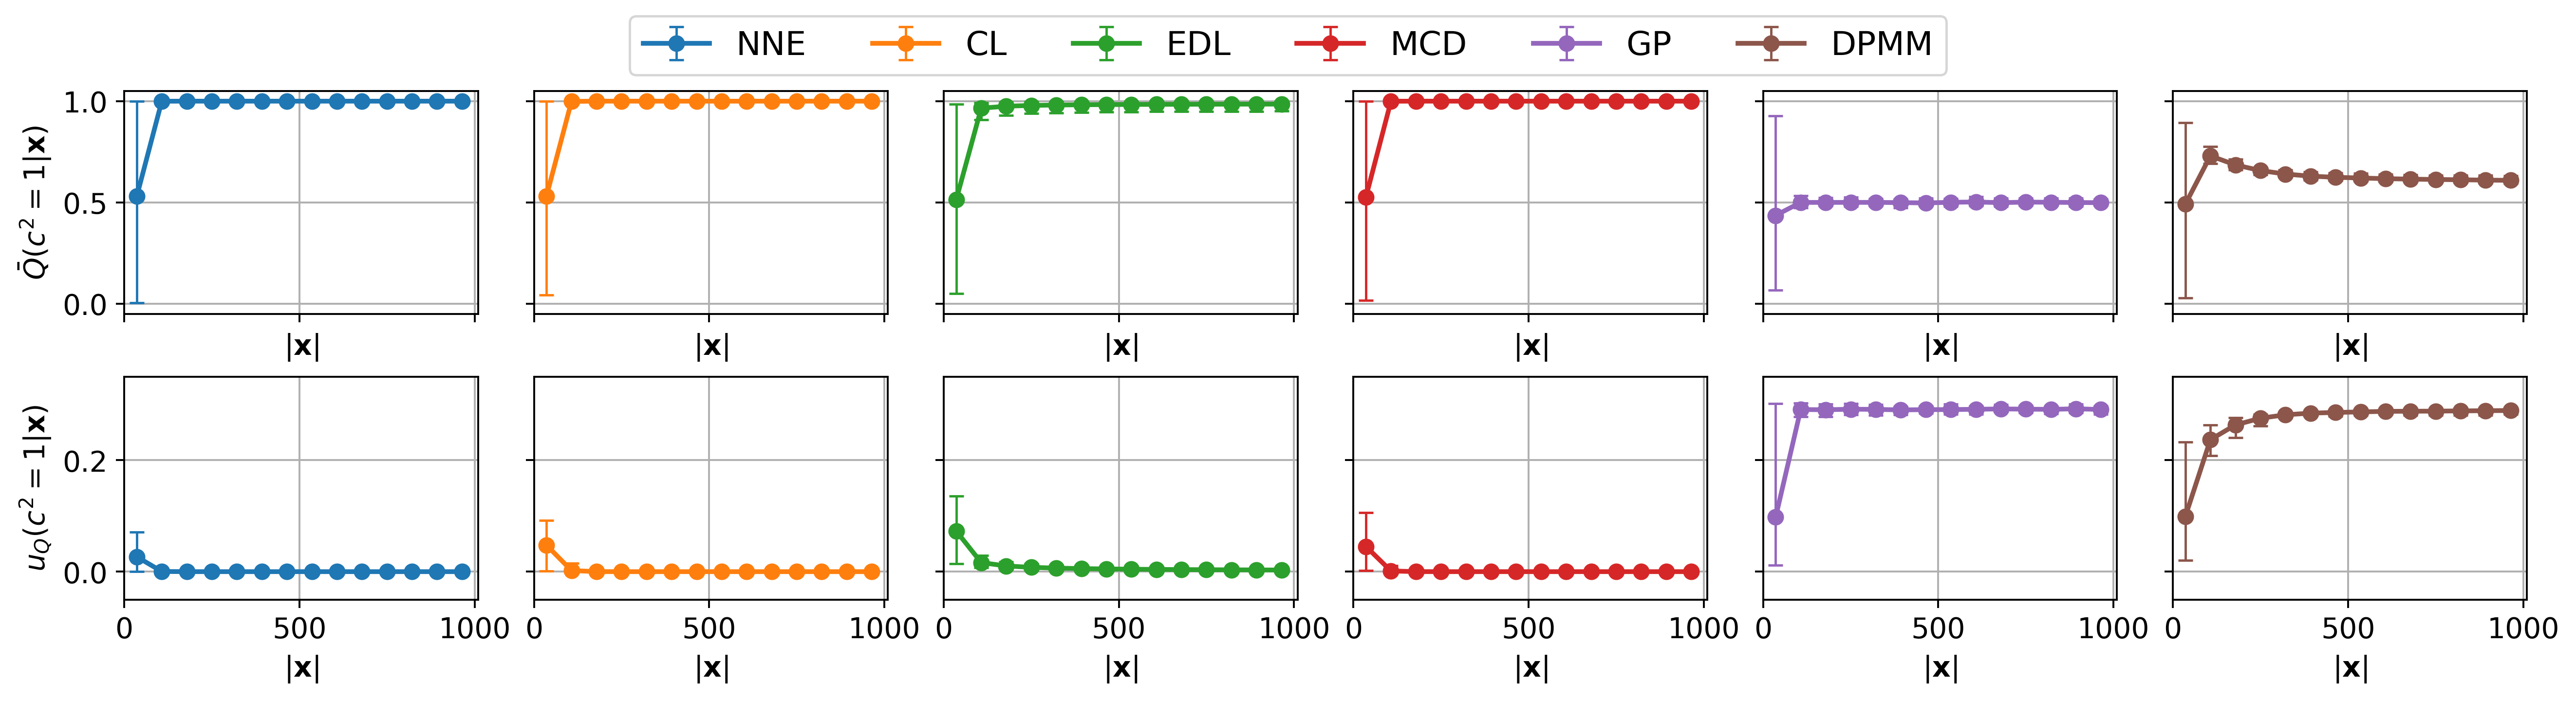 NNE CL EDL MCD GP DPMM
1.0
0.5
0.0
Q̄(c² = 1|x)
|x| |x| |x| |x| |x| |x|
0.2
0.0
u_Q(c² = 1|x)
0 500 1000 0 500 1000 0 500 1000 0 500 1000 0 500 1000 0 500 1000
|x| |x| |x| |x| |x| |x|